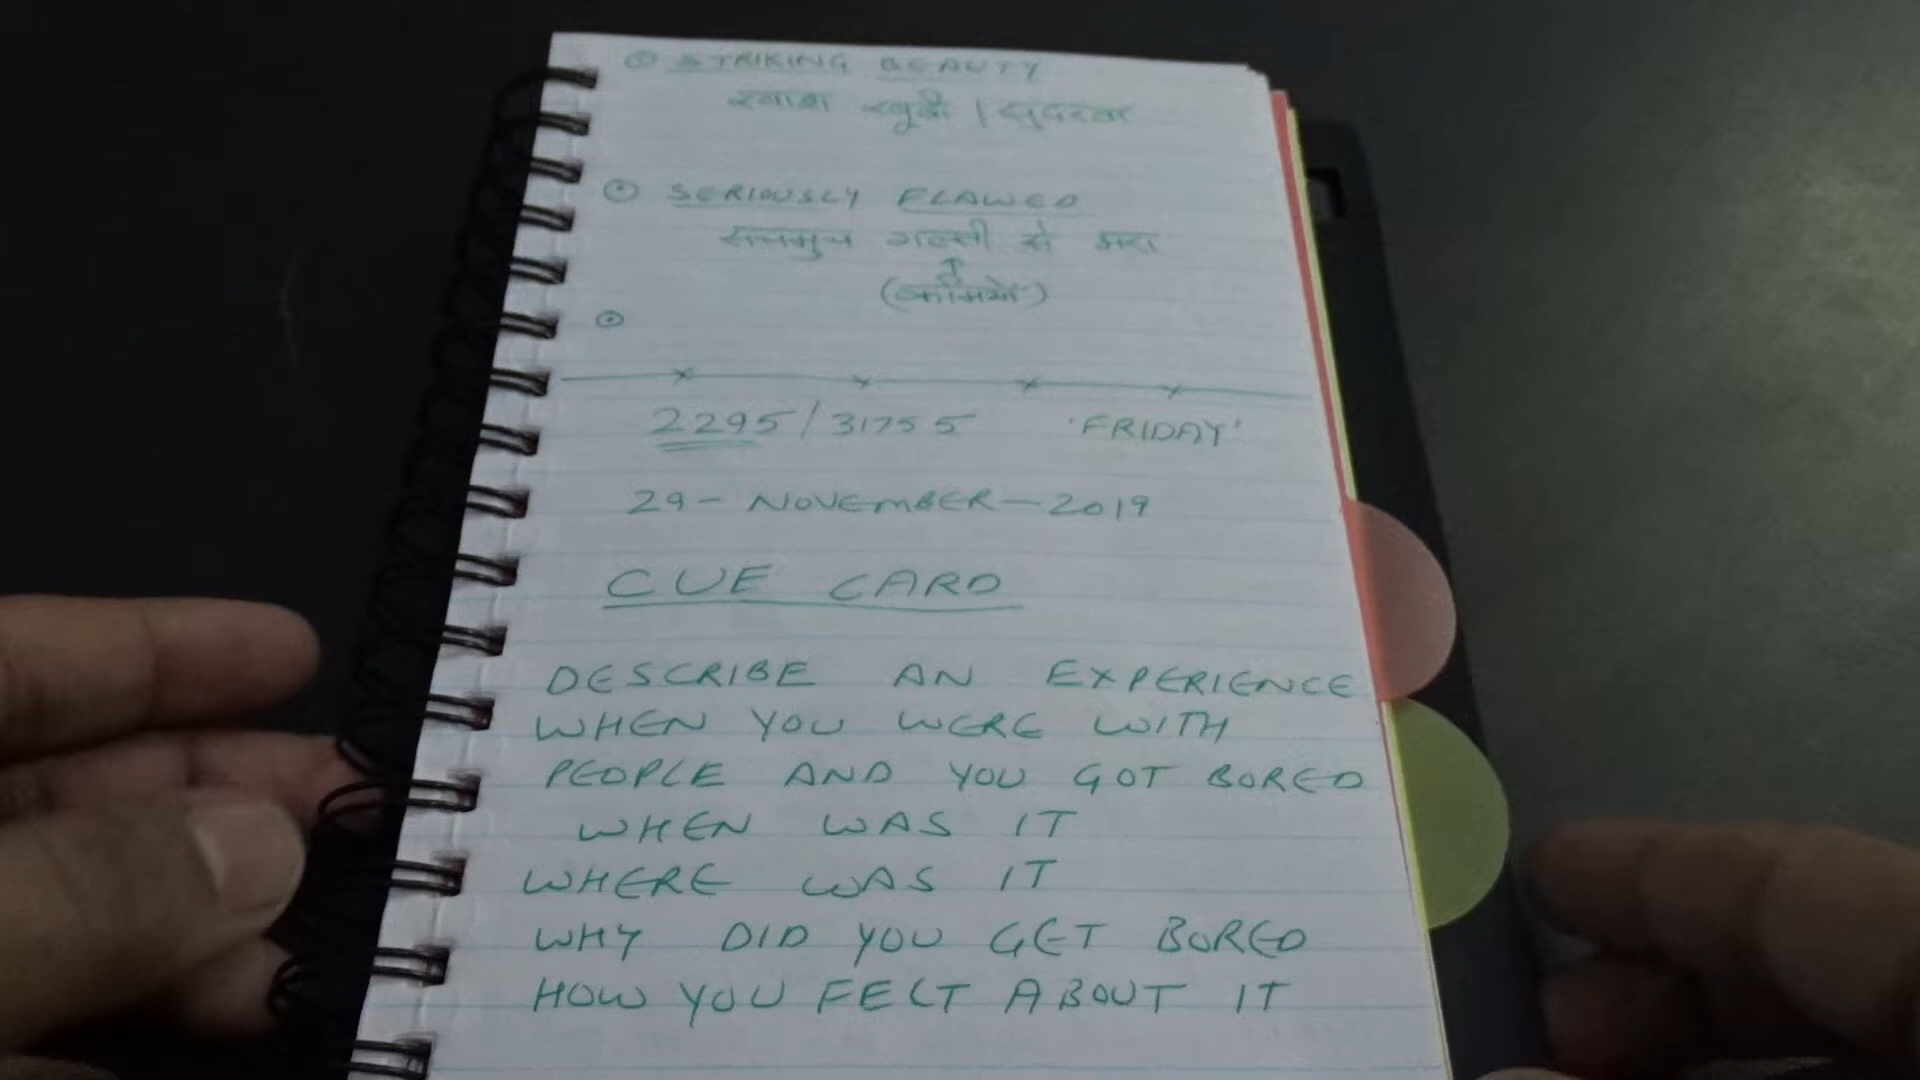 STRIKING BEAUTY
खास खूबी / सुंदरता
SERIOUSLY FLAWED
सचमुच गलती से भरा
(कमियों)
2295/31755 'FRIDAY'
29- NOVEMBER-2019
CUE CARD
DESCRIBE AN EXPERIENCE
WHEN YOU WERE WITH
PEOPLE AND YOU GOT BORED
WHEN WAS IT
WHERE WAS IT
WHY DID YOU GET BORED
HOW YOU FELT ABOUT IT